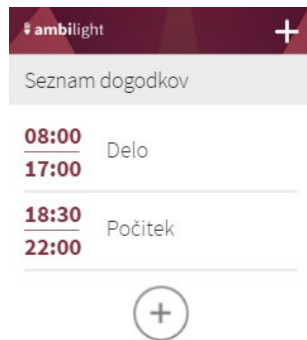 ambilight
Seznam dogodkov
08:00
17:00
Delo
18:30
22:00
Počitek